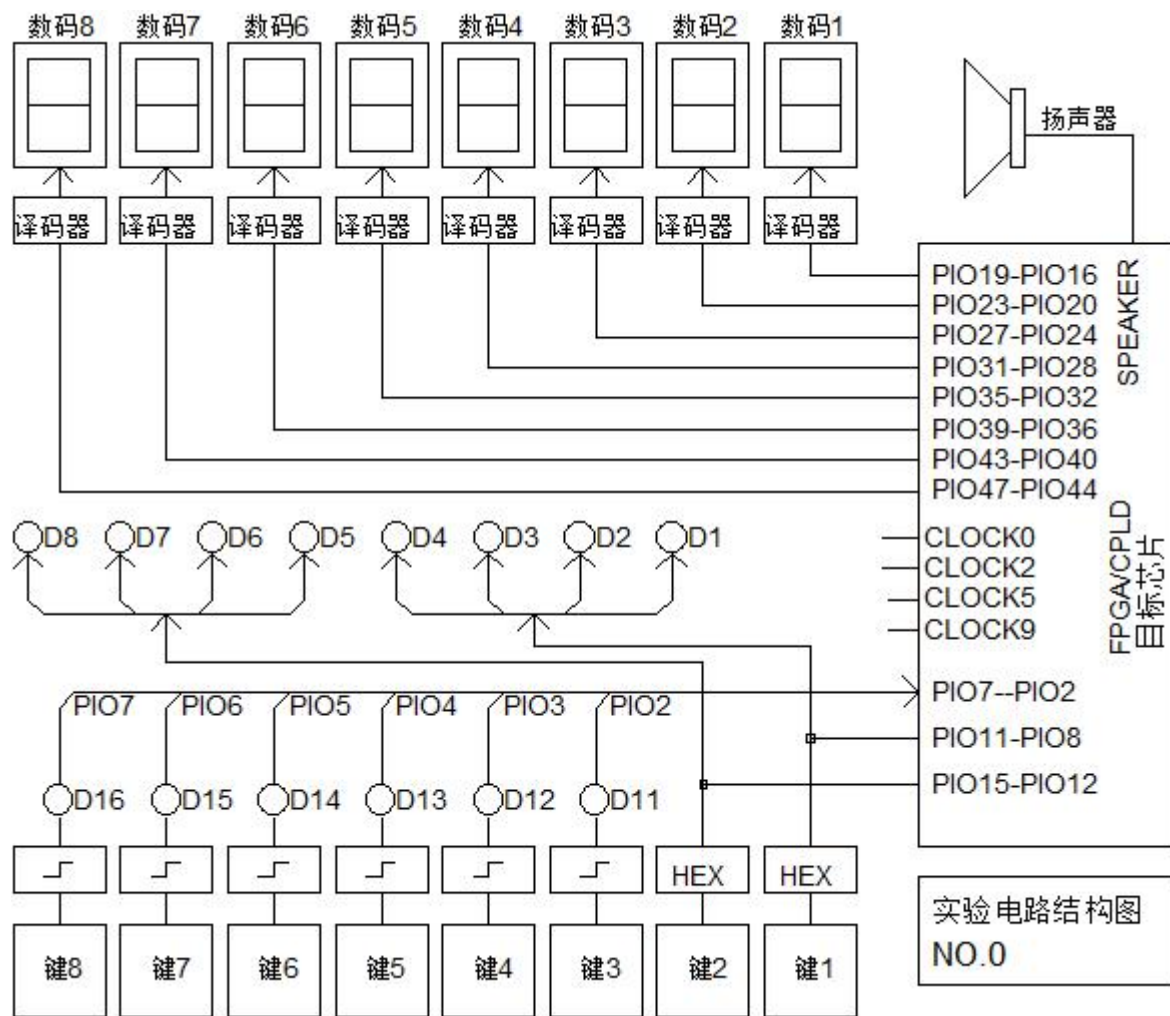 数码8 数码7 数码6 数码5 数码4 数码3 数码2 数码1
扬声器
译码器 译码器 译码器 译码器 译码器 译码器 译码器 译码器
PIO19-PIO16
PIO23-PIO20
PIO27-PIO24
PIO31-PIO28
PIO35-PIO32
PIO39-PIO36
PIO43-PIO40
PIO47-PIO44
SPEAKER
D8 D7 D6 D5 D4 D3 D2 D1
CLOCK0
CLOCK2
CLOCK5
CLOCK9
FPGA/CPLD
目标芯片
PIO7 PIO6 PIO5 PIO4 PIO3 PIO2
PIO7--PIO2
PIO11-PIO8
PIO15-PIO12
D16 D15 D14 D13 D12 D11
HEX HEX
键8 键7 键6 键5 键4 键3 键2 键1
实验电路结构图
NO.0